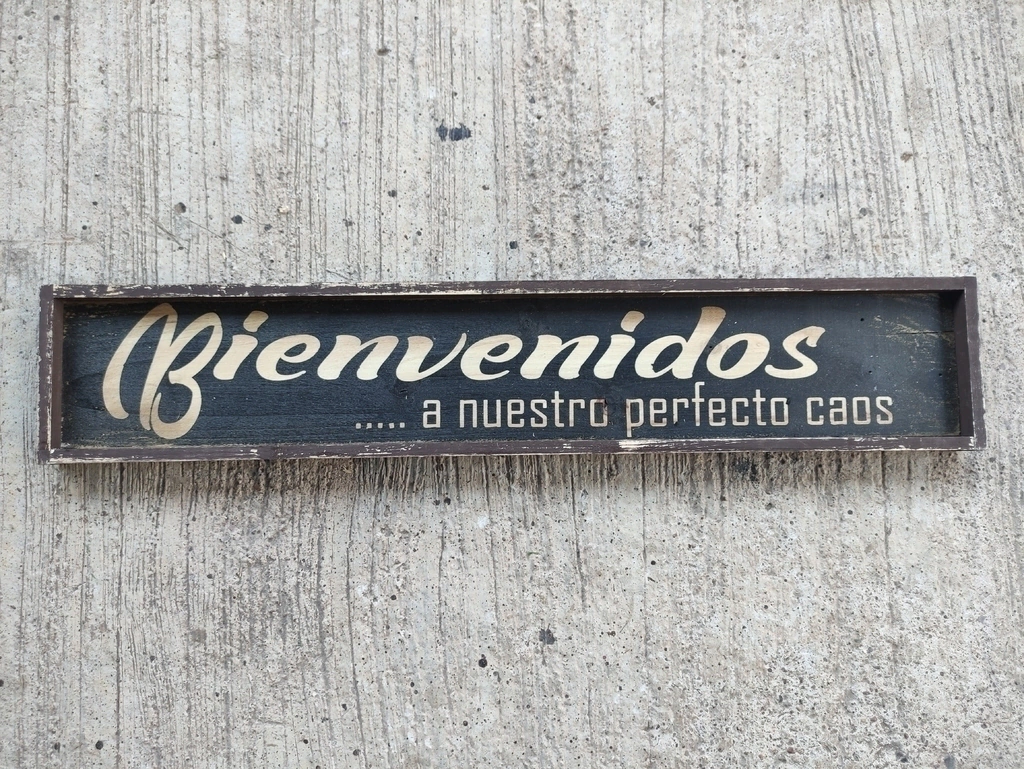 Bienvenidos
..... a nuestro perfecto caos